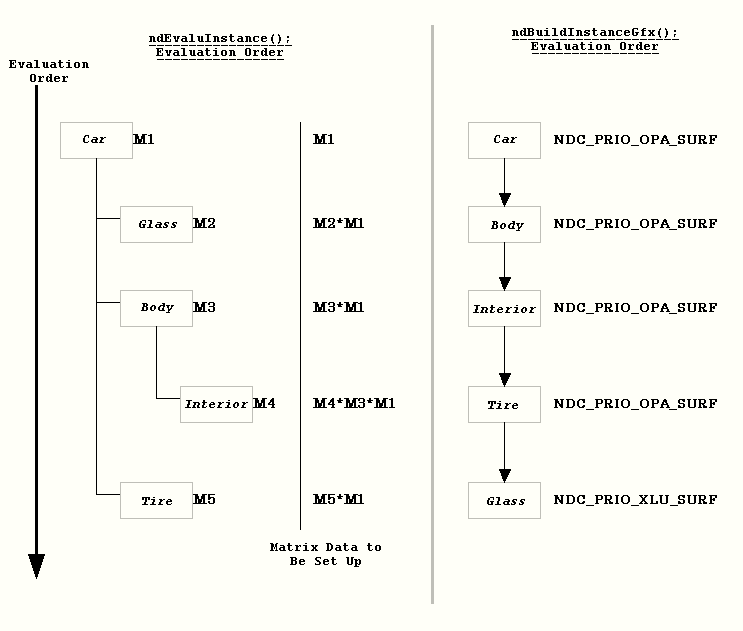 ndEvaluInstance();
Evaluation Order
ndBuildInstanceGfx();
Evaluation Order
Evaluation
Order
Car M1 M1
Glass M2 M2*M1
Body M3 M3*M1
Interior M4 M4*M3*M1
Tire M5 M5*M1
Matrix Data to
Be Set Up
Car NDC_PRIO_OPA_SURF
Body NDC_PRIO_OPA_SURF
Interior NDC_PRIO_OPA_SURF
Tire NDC_PRIO_OPA_SURF
Glass NDC_PRIO_XLU_SURF